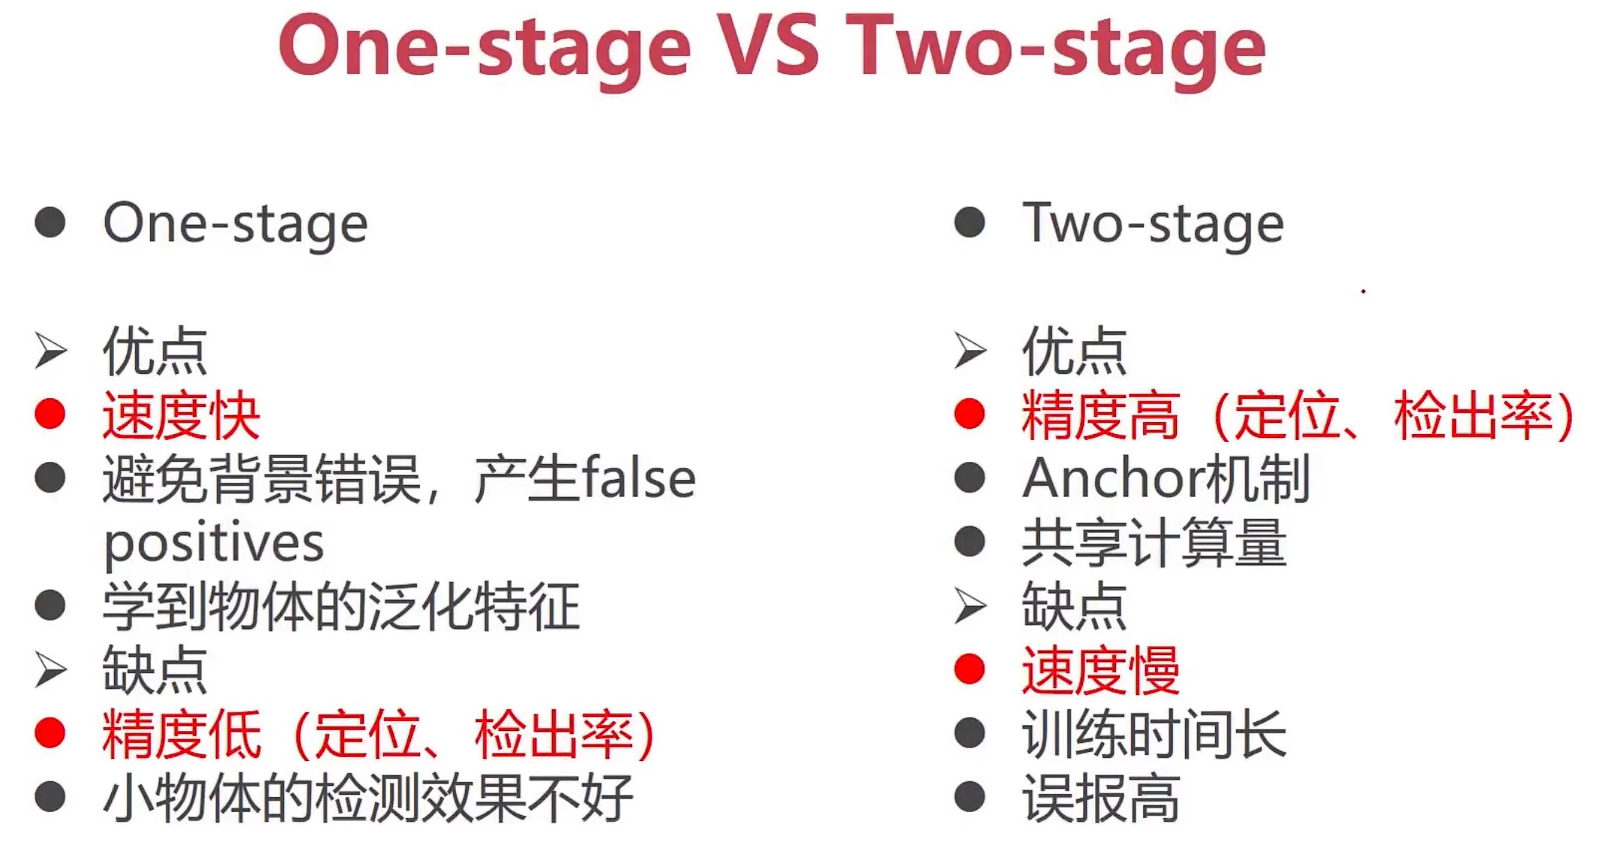 One-stage VS Two-stage
One-stage
优点
速度快
避免背景错误，产生false
positives
学到物体的泛化特征
缺点
精度低（定位、检出率）
小物体的检测效果不好
Two-stage
优点
精度高（定位、检出率）
Anchor机制
共享计算量
缺点
速度慢
训练时间长
误报高